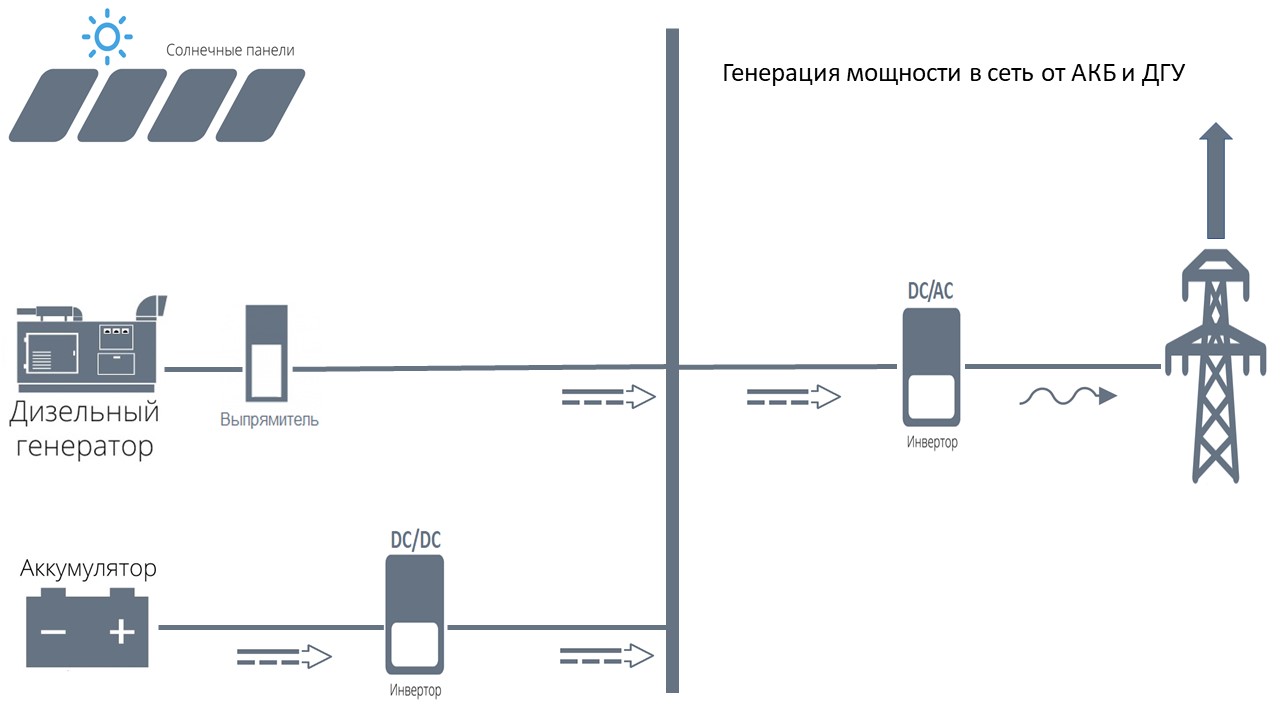 Солнечные панели
Генерация мощности в сеть от АКБ и ДГУ
DC/AC
Дизельный
генератор
Выпрямитель
Инвертор
DC/DC
Аккумулятор
− +
Инвертор